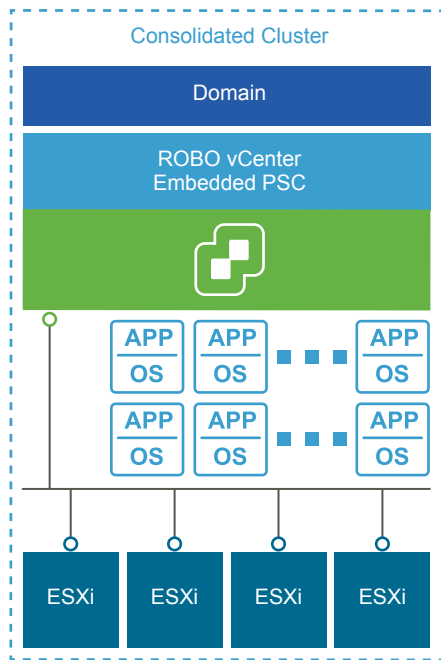 Consolidated Cluster
Domain
ROBO vCenter
Embedded PSC
APP APP APP
OS OS OS
APP APP APP
OS OS OS
ESXi ESXi ESXi ESXi